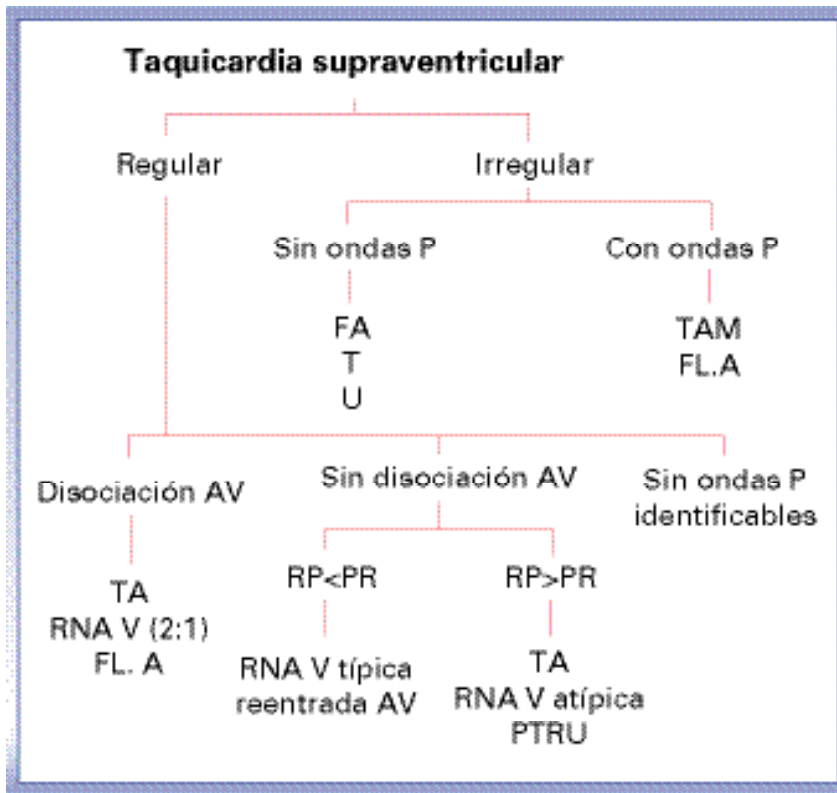 Taquicardia supraventricular
Regular
Irregular
Sin ondas P
Con ondas P
FA
T
U
TAM
FL.A
Disociación AV
Sin disociación AV
Sin ondas P
identificables
TA
RNA V (2:1)
FL. A
RP<PR
RP>PR
RNA V típica
reentrada AV
TA
RNA V atípica
PTRU